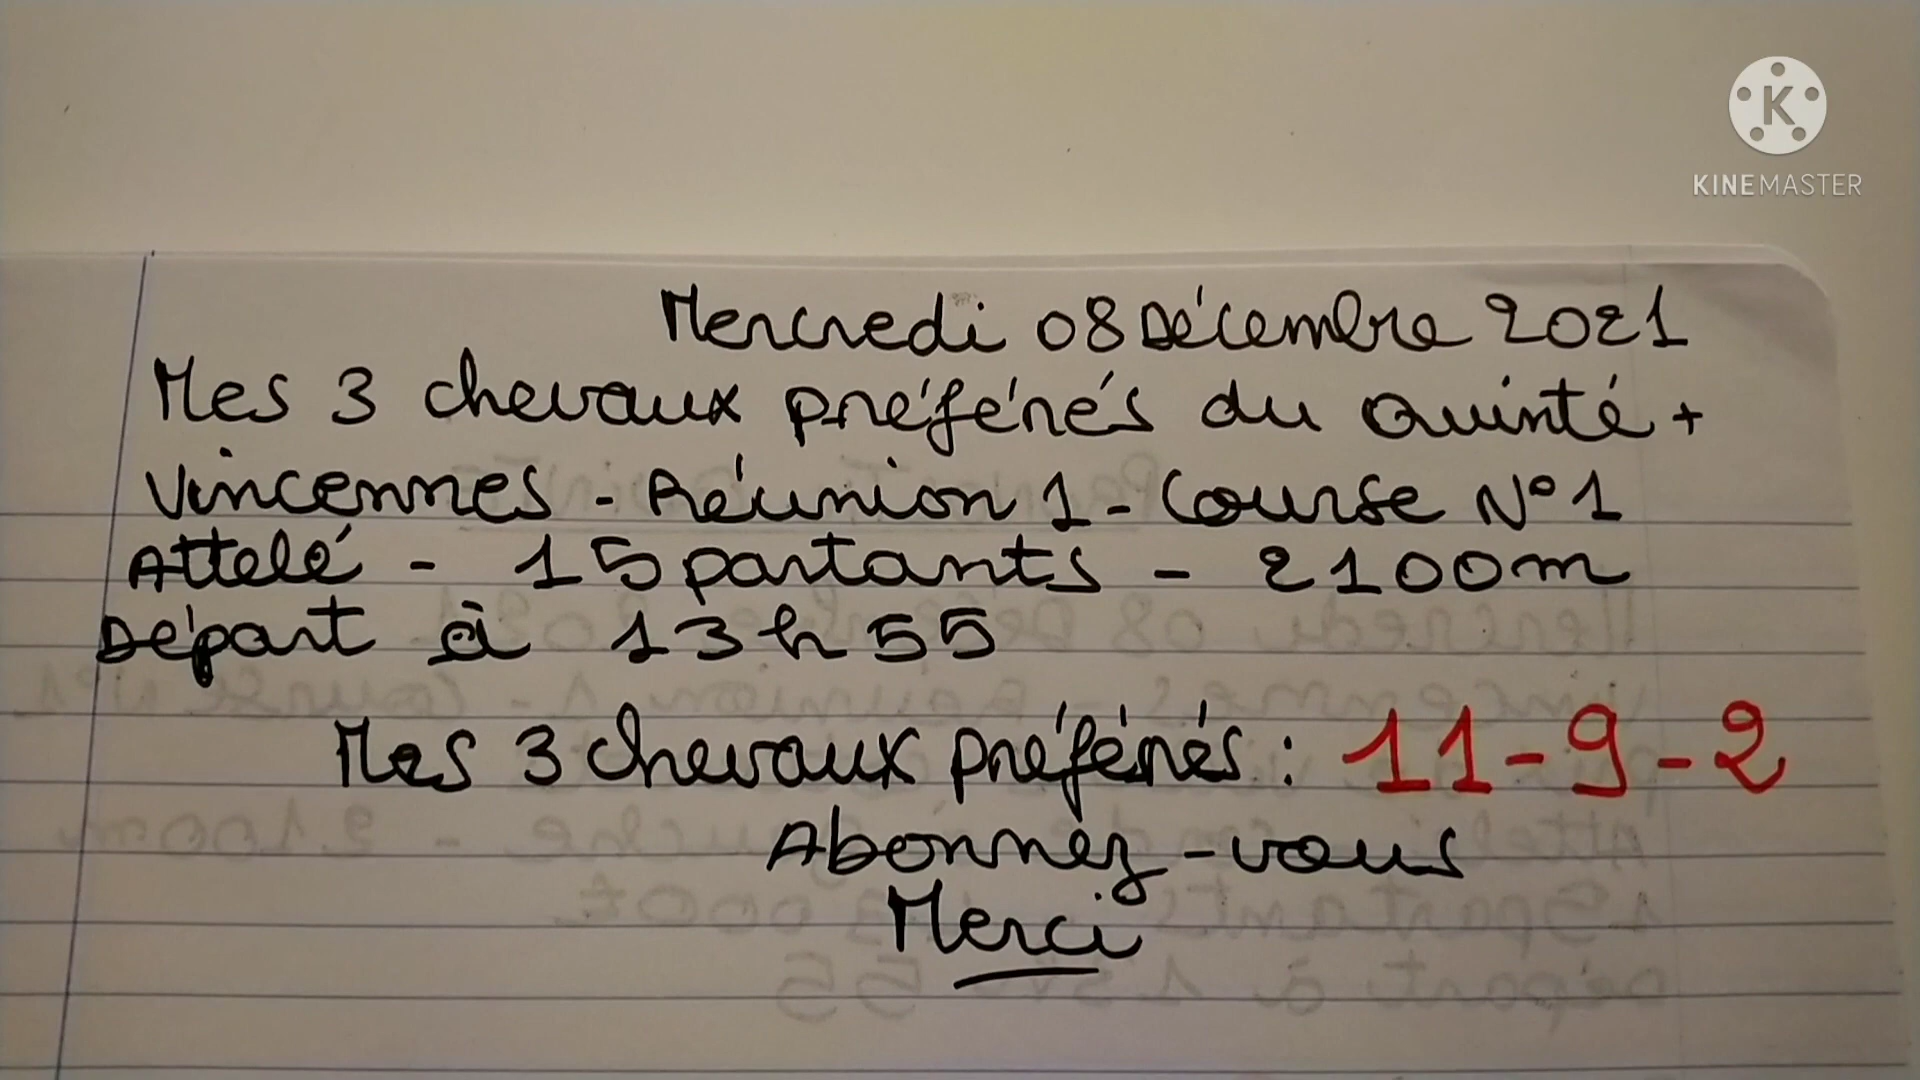 K
KINEMASTER
Mercredi 08 Décembre 2021
Mes 3 chevaux préférés du Quinté +
Vincennes - Réunion 1 - Course N° 1
Attelé - 15 partants - 2100m
Départ à 13h55
Mes 3 chevaux préférés : 11-9-2
Abonnez-vous
Merci